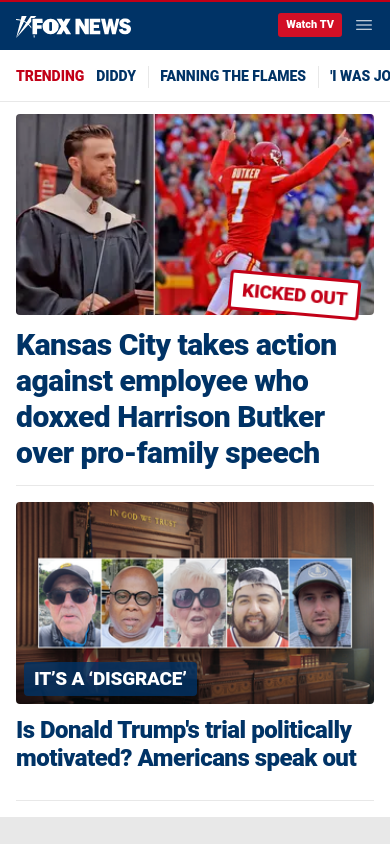 FOX NEWS
Watch TV
TRENDING DIDDY FANNING THE FLAMES 'I WAS JO
BUTKER
7
KICKED OUT
Kansas City takes action
against employee who
doxxed Harrison Butker
over pro-family speech
IN GOD WE TRUST
IT'S A ‘DISGRACE’
Is Donald Trump's trial politically
motivated? Americans speak out